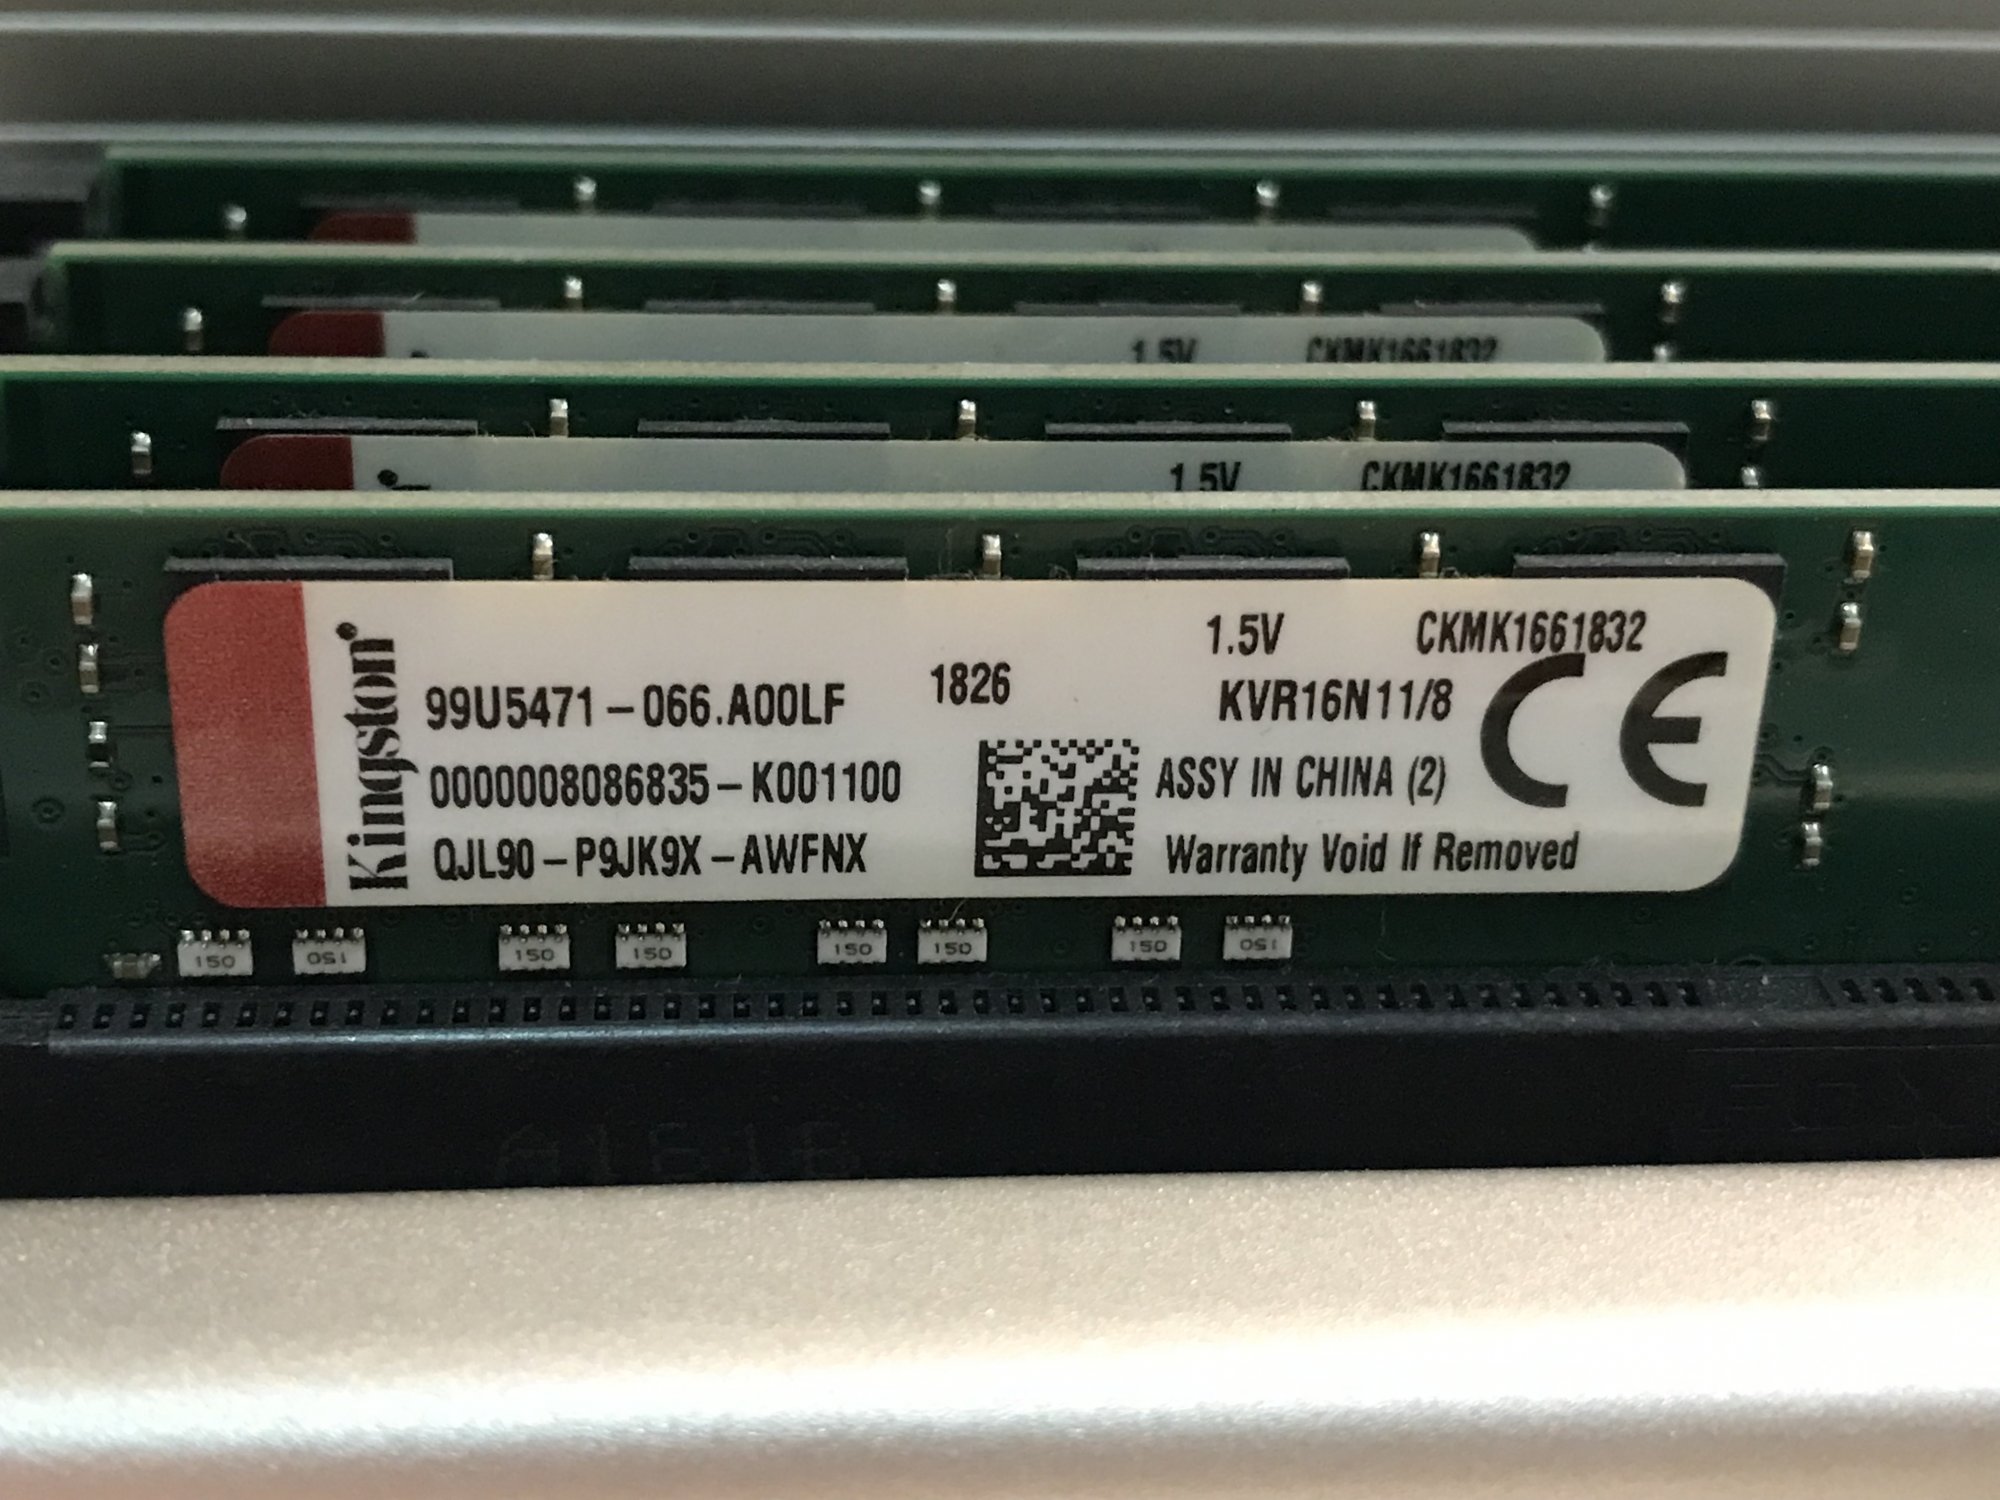 1.5V CKMK1661832
1.5V CKMK1661832
1.5V CKMK1661832
Kingston
99U5471-066.A00LF 1826 KVR16N11/8
0000008086835-K001100 ASSY IN CHINA (2)
QJL90-P9JK9X-AWFNX Warranty Void If Removed
CE
150 150 150 150 150 150 150 150